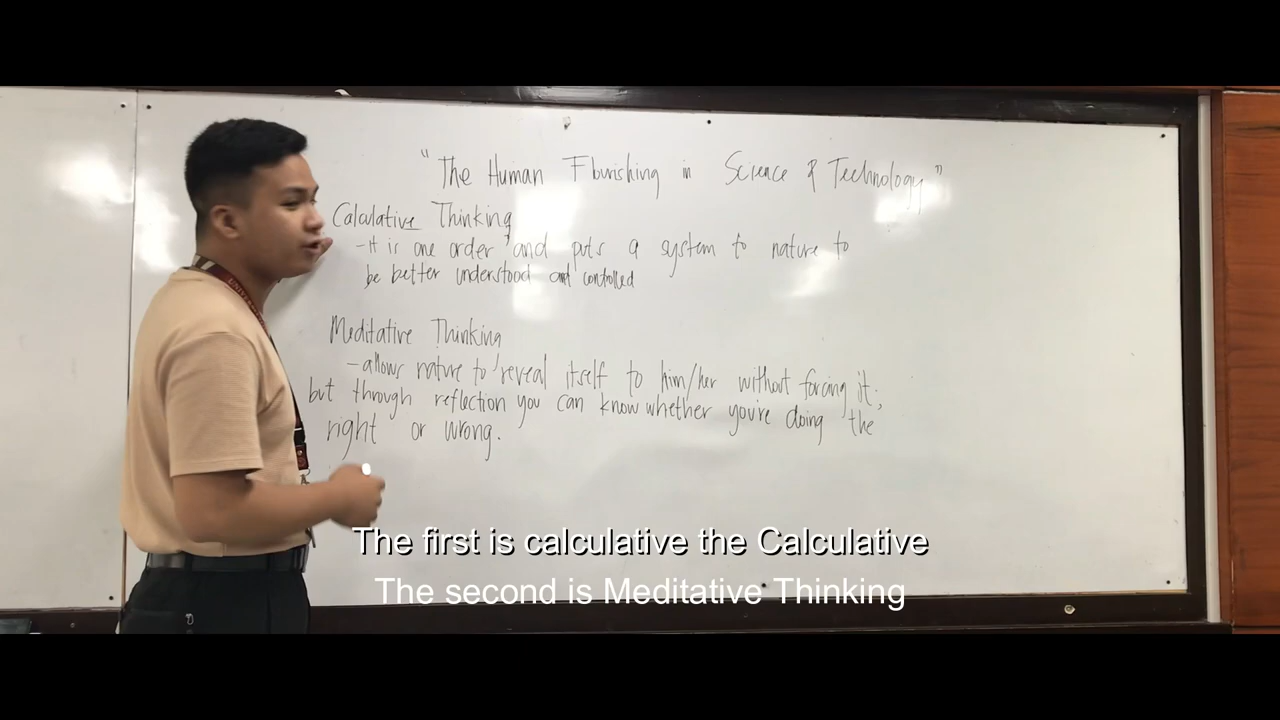 "The Human Flourishing in Science & Technology"
Calculative Thinking
-it is one order and puts a system to nature to
be better understood and controlled
Meditative Thinking
-allows nature to reveal itself to him/her without forcing it;
but through reflection you can know whether you're doing the
right or wrong.
The first is calculative the Calculative
The second is Meditative Thinking